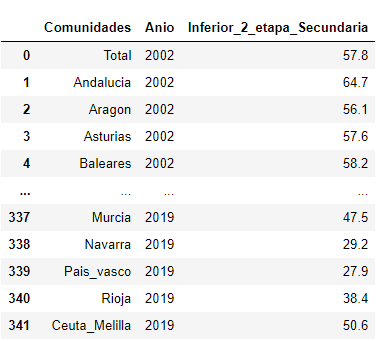 Comunidades Anio Inferior_2_etapa_Secundaria
0 Total 2002 57.8
1 Andalucia 2002 64.7
2 Aragon 2002 56.1
3 Asturias 2002 57.6
4 Baleares 2002 58.2
... ... ... ...
337 Murcia 2019 47.5
338 Navarra 2019 29.2
339 Pais_vasco 2019 27.9
340 Rioja 2019 38.4
341 Ceuta_Melilla 2019 50.6